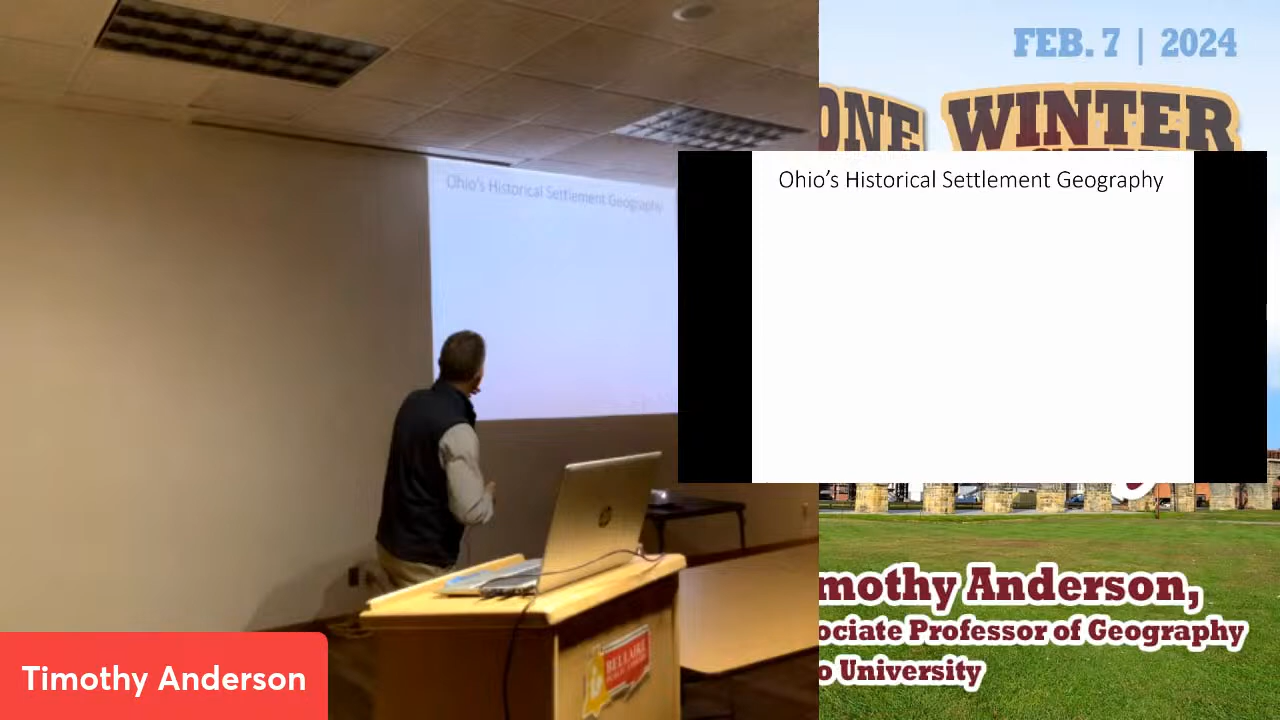 FEB. 7 | 2024
ONE WINTER
Ohio's Historical Settlement Geography
Ohio's Historical Settlement Geography
BELLAIRE
mothy Anderson,
ociate Professor of Geography
o University
Timothy Anderson